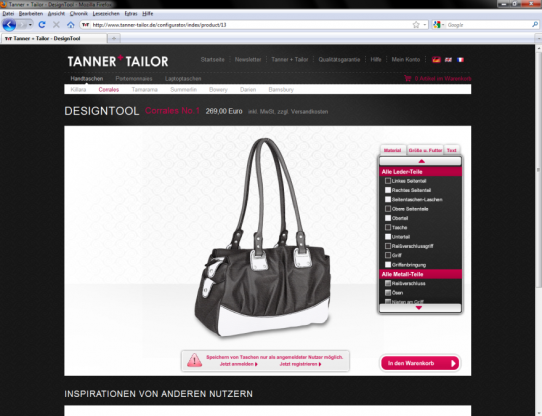 Tanner + Tailor - DesignTool - Mozilla Firefox
Datei Bearbeiten Ansicht Chronik Lesezeichen Extras Hilfe
http://www.tanner-tailor.de/configurator/index/product/13
Google
Tanner + Tailor - DesignTool
TANNER+TAILOR
Startseite Newsletter Tanner + Tailor Qualitätsgarantie Hilfe Mein Konto
Handtaschen Portemonnaies Laptoptaschen
0 Artikel im Warenkorb
Killara Corrales Tamarama Summerlin Bowery Darien Barnsbury
DESIGNTOOL Corrales No.1 269,00 Euro inkl. MwSt, zzgl. Versandkosten
Material Größe u. Futter Text
Alle Leder-Teile
Linkes Seitenteil
Rechtes Seitenteil
Seitentaschen-Laschen
Obere Seitenteile
Oberteil
Tasche
Unterteil
Reißverschlussgriff
Griff
Griffanbringung
Alle Metall-Teile
Reißverschluss
Ösen
Nieten am Griff
Speichern von Taschen nur als angemeldeter Nutzer möglich.
Jetzt anmelden Jetzt registrieren
In den Warenkorb
INSPIRATIONEN VON ANDEREN NUTZERN